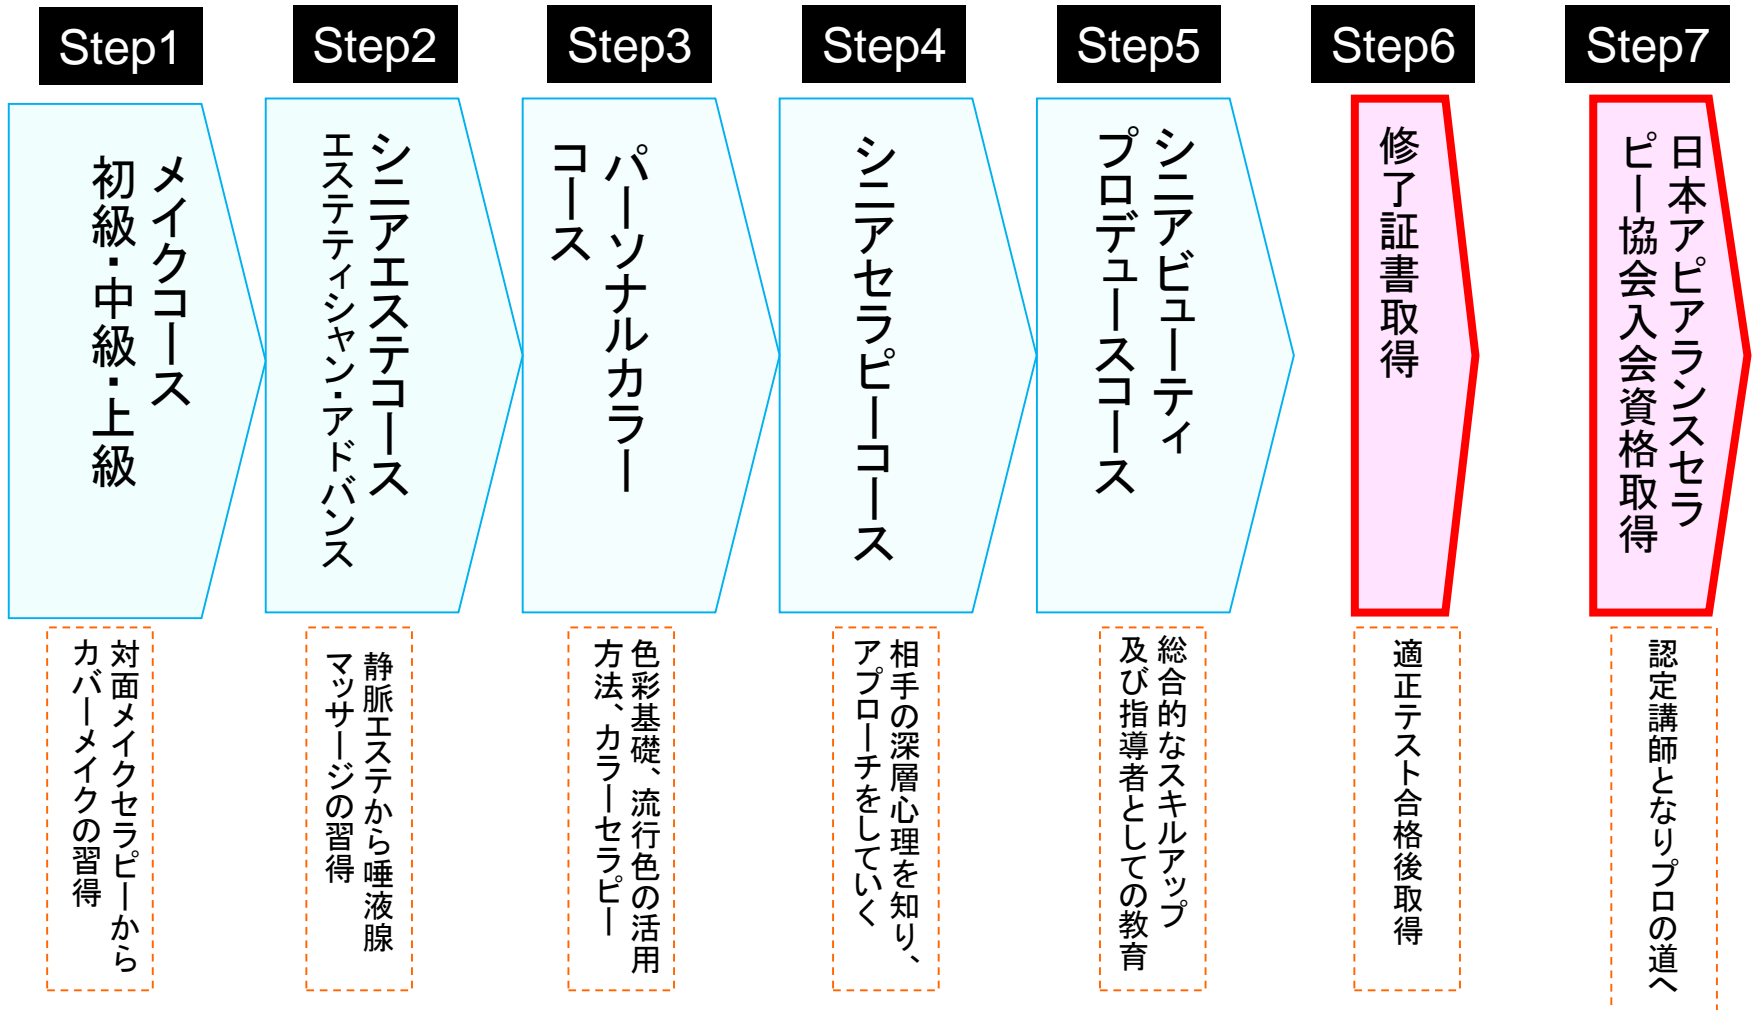 Step1
メイクコース
初級・中級・上級
対面メイクセラピーから
カバーメイクの習得
Step2
シニアエステコース
エステティシャン・アドバンス
静脈エステから唾液腺
マッサージの習得
Step3
パーソナルカラー
コース
色彩基礎、流行色の活用
方法、カラーセラピー
Step4
シニアセラピーコース
相手の深層心理を知り、
アプローチをしていく
Step5
シニアビューティ
プロデュースコース
総合的なスキルアップ
及び指導者としての教育
Step6
修了証書取得
適正テスト合格後取得
Step7
日本アピアランスセラ
ピー協会入会資格取得
認定講師となりプロの道へ